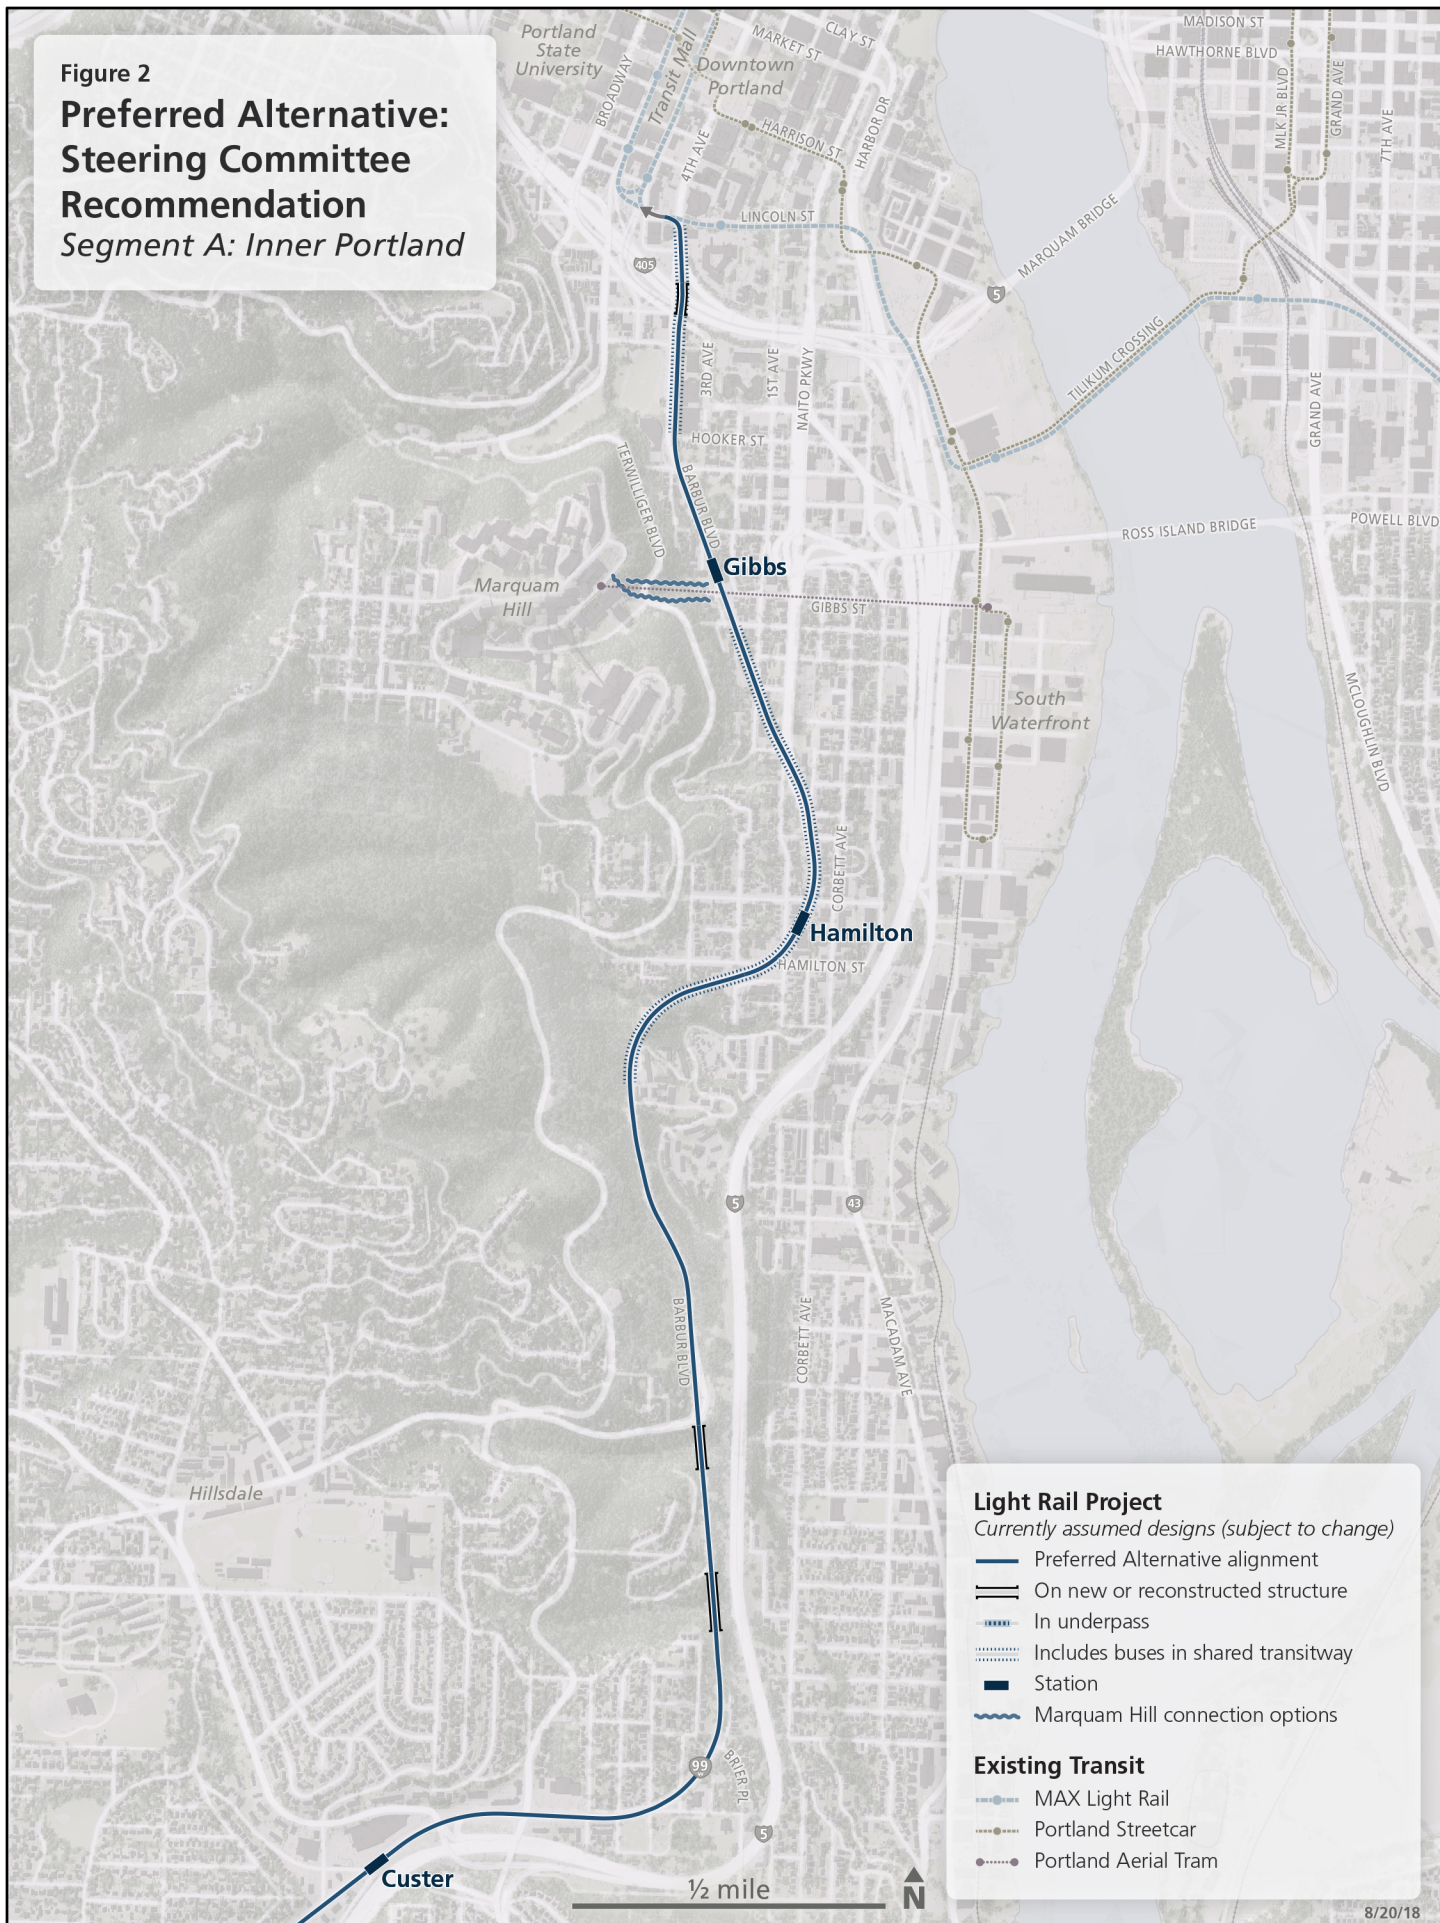 Figure 2
Preferred Alternative:
Steering Committee
Recommendation
Segment A: Inner Portland
Portland
State
University
BROADWAY
Transit Mall
Downtown
Portland
MARKET ST
CLAY ST
4TH AVE
HARRISON ST
HARBOR DR
MADISON ST
HAWTHORNE BLVD
MLK JR BLVD
GRAND AVE
7TH AVE
LINCOLN ST
405
5
MARQUAM BRIDGE
TILIKUM CROSSING
3RD AVE
1ST AVE
NAITO PKWY
GRAND AVE
HOOKER ST
TERWILLIGER BLVD
BARBUR BLVD
ROSS ISLAND BRIDGE
POWELL BLVD
Gibbs
Marquam
Hill
GIBBS ST
South
Waterfront
MCLOUGHLIN BLVD
CORBETT AVE
Hamilton
HAMILTON ST
5
43
BARBUR BLVD
CORBETT AVE
MACADAM AVE
Hillsdale
99
W
BRIER PL
5
Custer
½ mile
N
Light Rail Project
Currently assumed designs (subject to change)
Preferred Alternative alignment
On new or reconstructed structure
In underpass
Includes buses in shared transitway
Station
Marquam Hill connection options
Existing Transit
MAX Light Rail
Portland Streetcar
Portland Aerial Tram
8/20/18